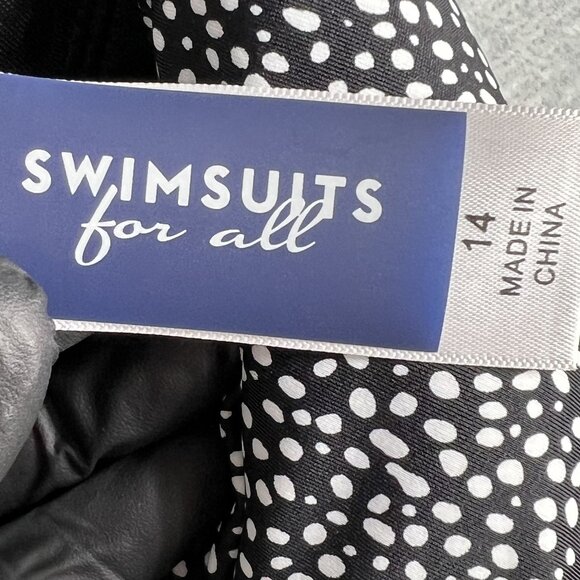 SWIMSUITS
for all
14
MADE IN
CHINA